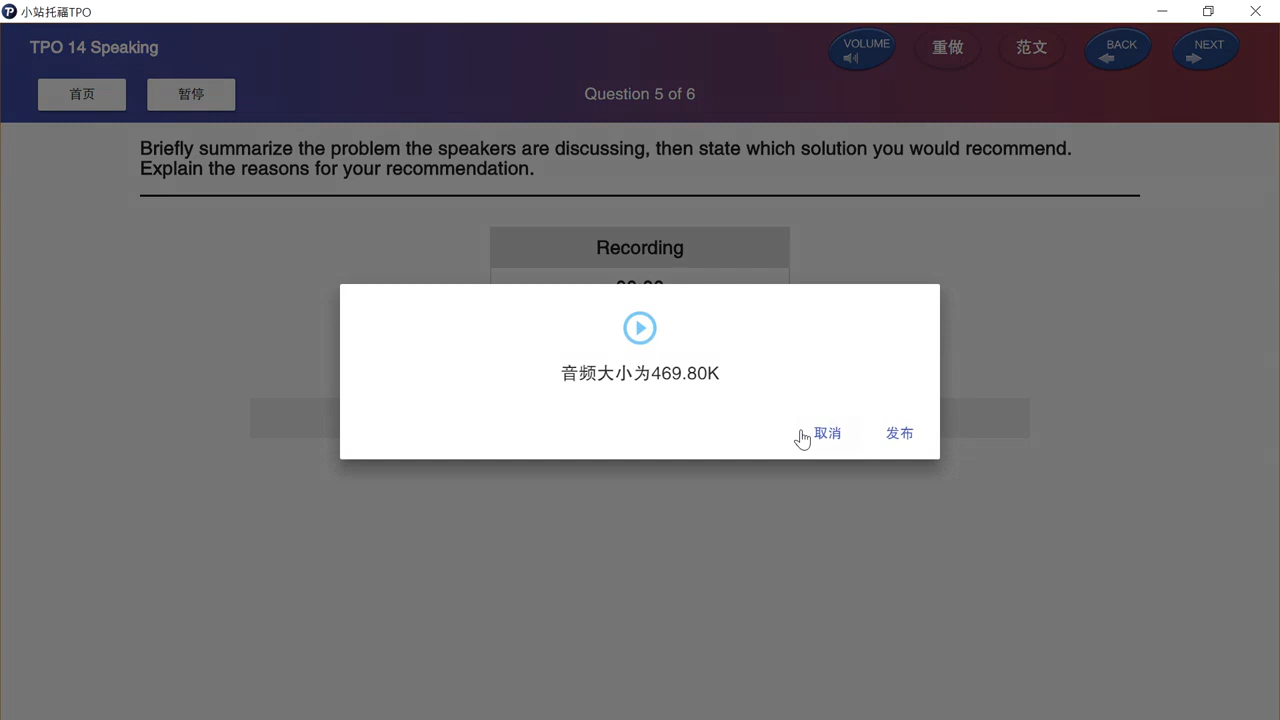 小站托福TPO
TPO 14 Speaking
VOLUME
重做
范文
BACK
NEXT
首页
暂停
Question 5 of 6
Briefly summarize the problem the speakers are discussing, then state which solution you would recommend.
Explain the reasons for your recommendation.
Recording
音频大小为469.80K
取消
发布